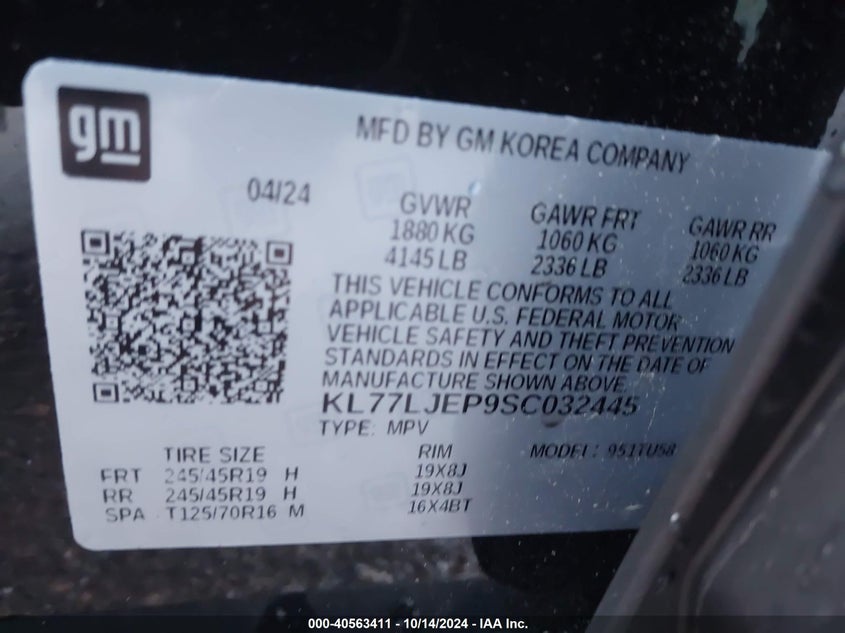 gm
MFD BY GM KOREA COMPANY
04/24
GVWR GAWR FRT GAWR RR
1880 KG 1060 KG 1060 KG
4145 LB 2336 LB 2336 LB
THIS VEHICLE CONFORMS TO ALL
APPLICABLE U.S. FEDERAL MOTOR
VEHICLE SAFETY AND THEFT PREVENTION
STANDARDS IN EFFECT ON THE DATE OF
MANUFACTURE SHOWN ABOVE.
KL77LJEP9SC032445
TYPE: MPV MODEL: 951TU58
TIRE SIZE RIM
FRT 245/45R19 H 19X8J
RR 245/45R19 H 19X8J
SPA T125/70R16 M 16X4BT
000-40563411 - 10/14/2024 - IAA Inc.